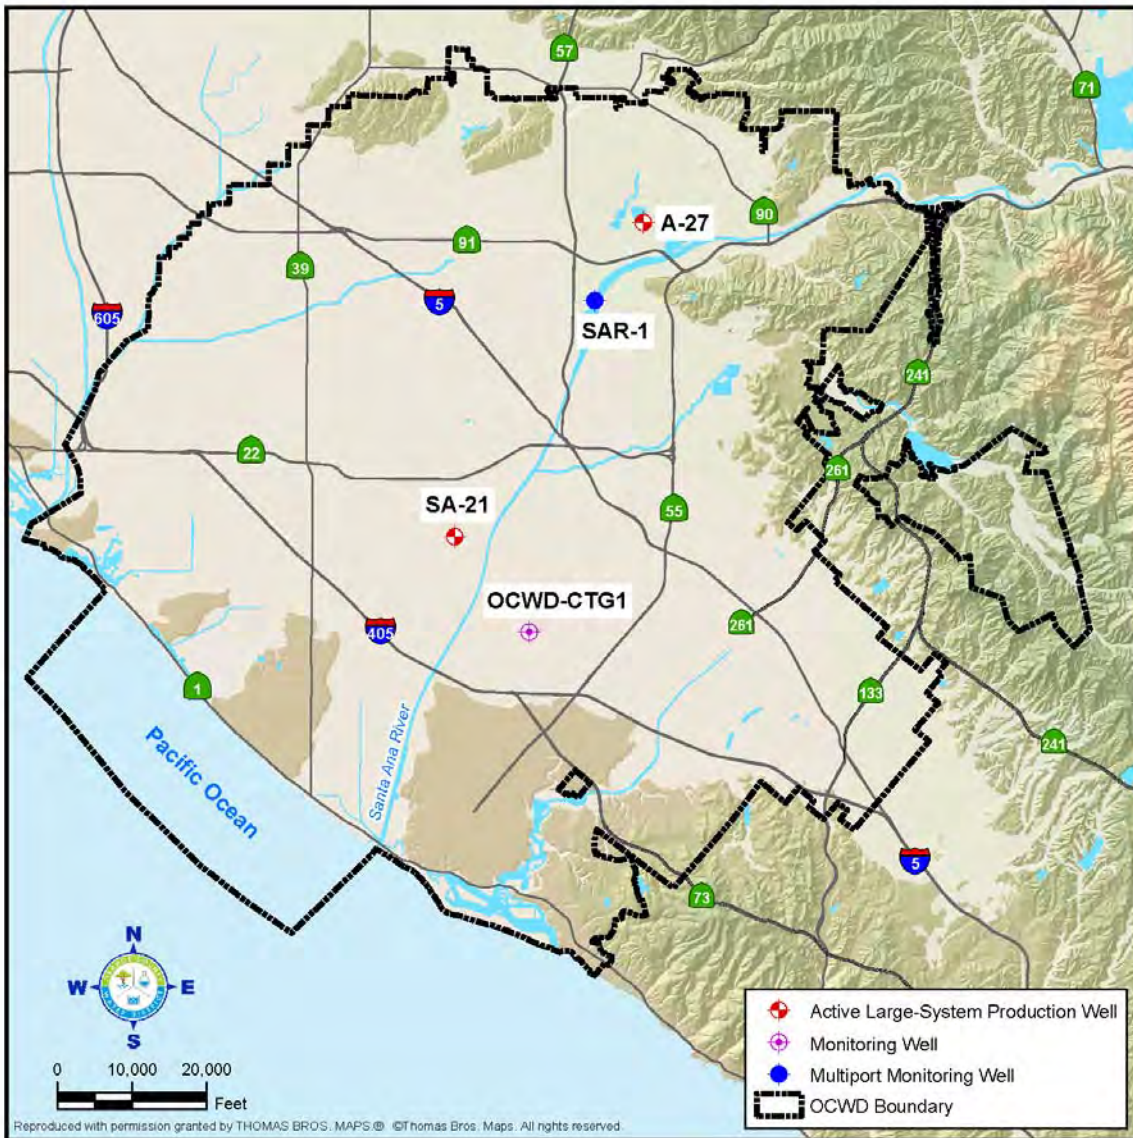 57
71
A-27
90
91
39
5
605
SAR-1
241
22
261
SA-21
55
OCWD-CTG1
405
261
1
133
241
Santa Ana River
Pacific Ocean
5
73
N
W E
S
0 10,000 20,000
Feet
Active Large-System Production Well
Monitoring Well
Multiport Monitoring Well
OCWD Boundary
Reproduced with permission granted by THOMAS BROS. MAPS.® ©Thomas Bros. Maps. All rights reserved.